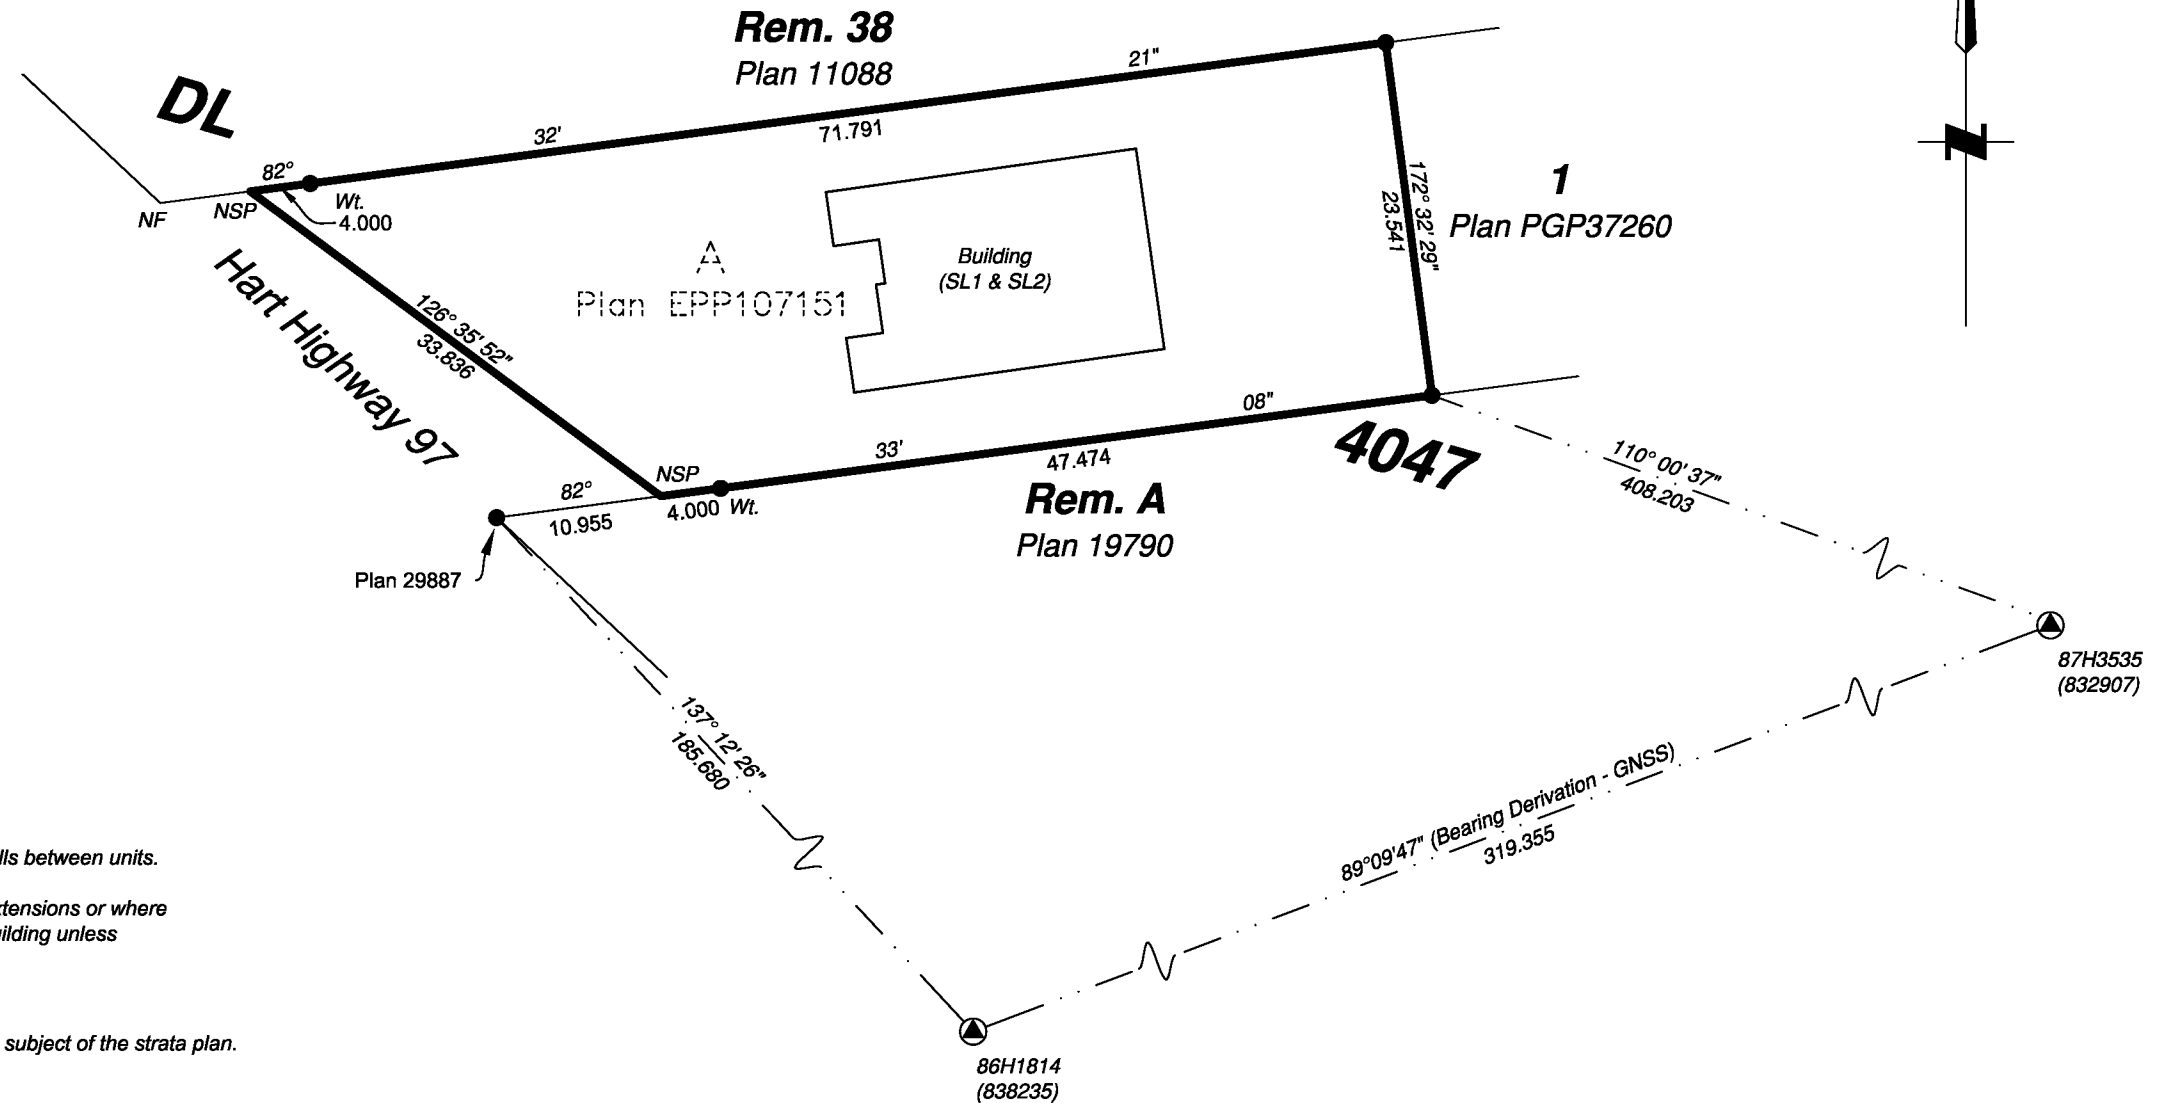 Rem. 38
Plan 11088
DL
82°
32'
21"
71.791
NF
NSP
Wt.
4.000
1
Plan PGP37260
172° 32' 29"
23.541
A
Plan EPP107151
Building
(SL1 & SL2)
Hart Highway 97
126° 35' 52"
33.836
NSP
82°
33'
08"
10.955
4.000 Wt.
47.474
4047
Rem. A
Plan 19790
Plan 29887
110° 00' 37"
408.203
87H3535
(832907)
137° 12' 26"
185.680
89°09'47" (Bearing Derivation - GNSS)
319.355
lls between units.
xtensions or where
uilding unless
subject of the strata plan.
86H1814
(838235)
N